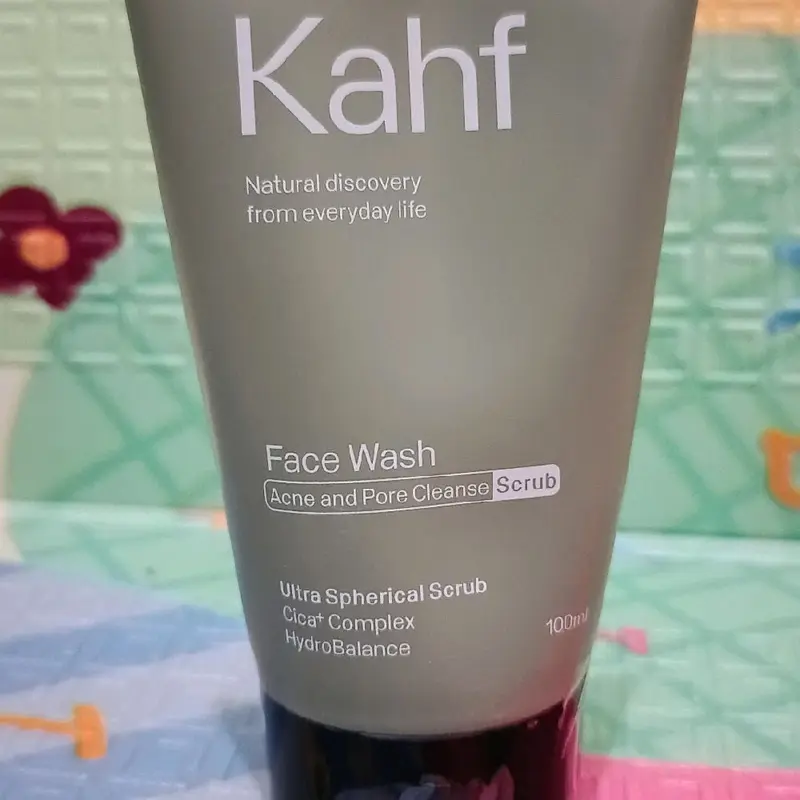 Kahf
Natural discovery
from everyday life
Face Wash
Acne and Pore Cleanse Scrub
Ultra Spherical Scrub
Cica+ Complex
HydroBalance
100ml